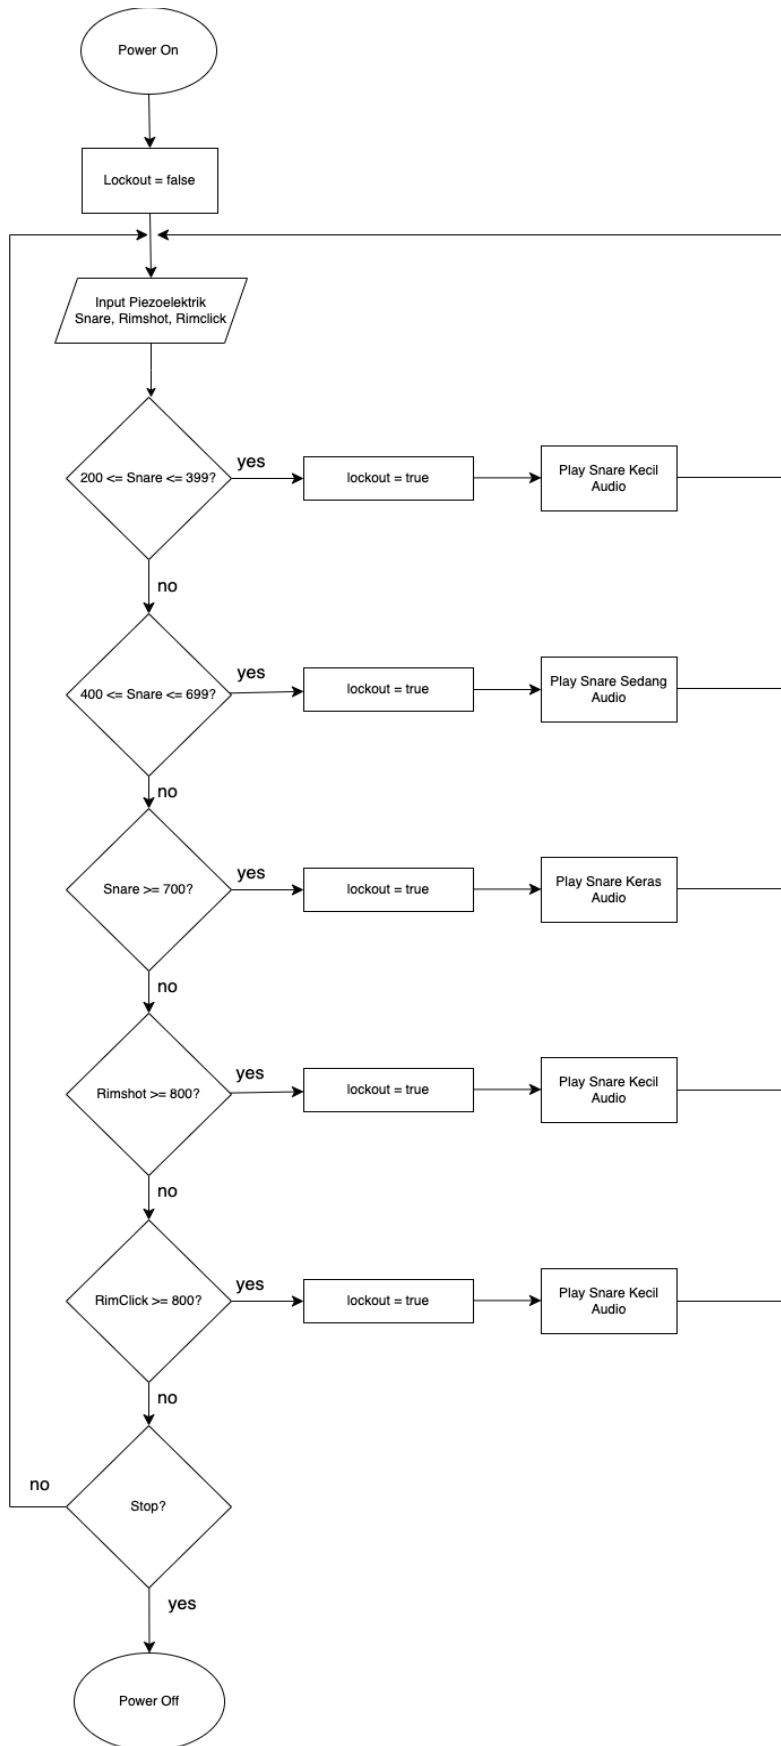 Power On
Lockout = false
Input Piezoelektrik
Snare, Rimshot, Rimclick
200 <= Snare <= 399?
yes
lockout = true
Play Snare Kecil
Audio
no
400 <= Snare <= 699?
yes
lockout = true
Play Snare Sedang
Audio
no
Snare >= 700?
yes
lockout = true
Play Snare Keras
Audio
no
Rimshot >= 800?
yes
lockout = true
Play Snare Kecil
Audio
no
RimClick >= 800?
yes
lockout = true
Play Snare Kecil
Audio
no
Stop?
no
yes
Power Off